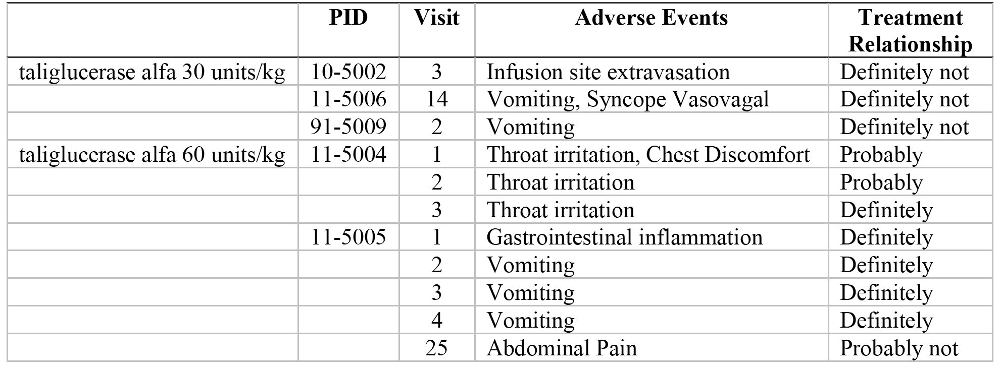 PID Visit Adverse Events Treatment Relationship
taliglucerase alfa 30 units/kg 10-5002 3 Infusion site extravasation Definitely not
11-5006 14 Vomiting, Syncope Vasovagal Definitely not
91-5009 2 Vomiting Definitely not
taliglucerase alfa 60 units/kg 11-5004 1 Throat irritation, Chest Discomfort Probably
2 Throat irritation Probably
3 Throat irritation Definitely
11-5005 1 Gastrointestinal inflammation Definitely
2 Vomiting Definitely
3 Vomiting Definitely
4 Vomiting Definitely
25 Abdominal Pain Probably not